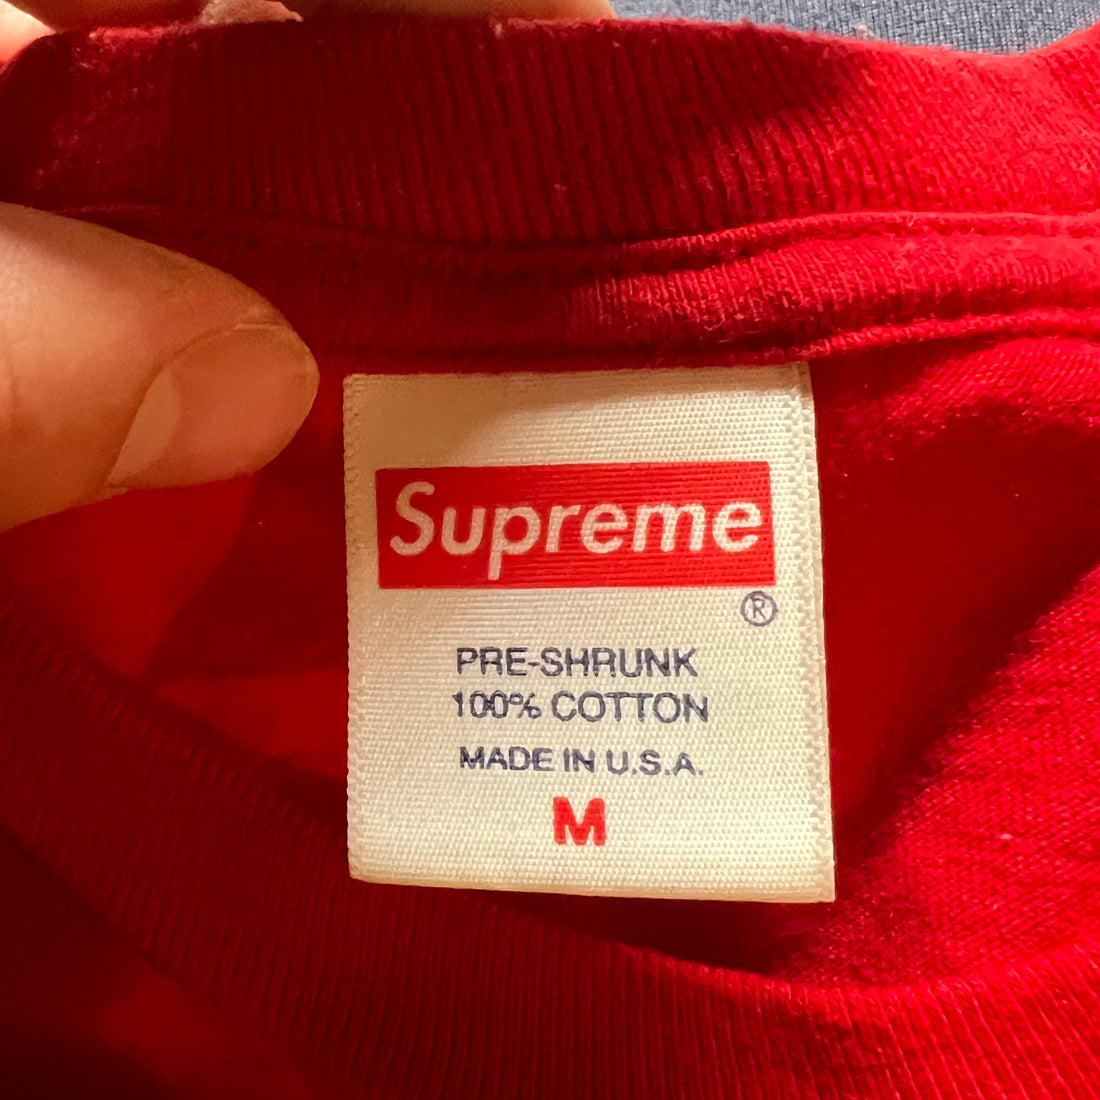 Supreme
®
PRE-SHRUNK
100% COTTON
MADE IN U.S.A.
M